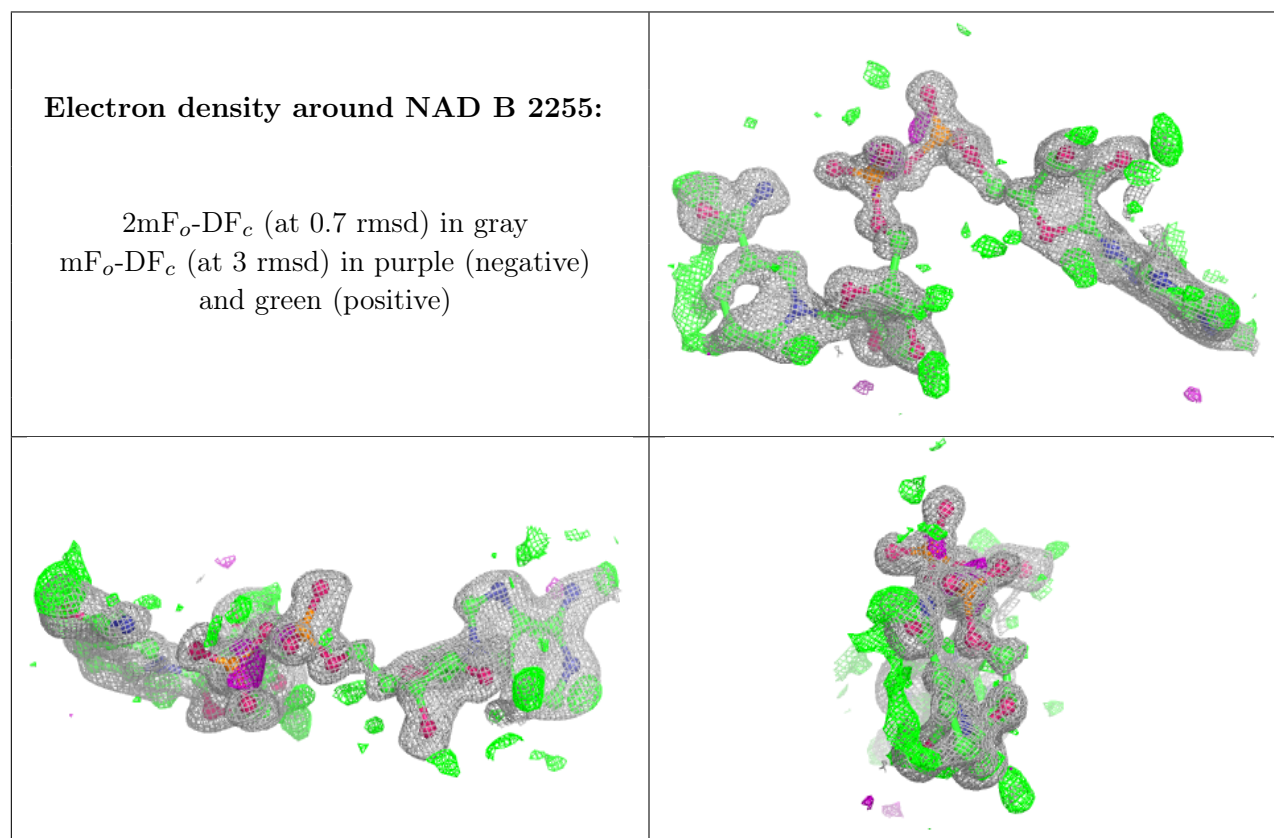 Electron density around NAD B 2255:
2mFₒ-DF𝒸 (at 0.7 rmsd) in gray
mFₒ-DF𝒸 (at 3 rmsd) in purple (negative)
and green (positive)